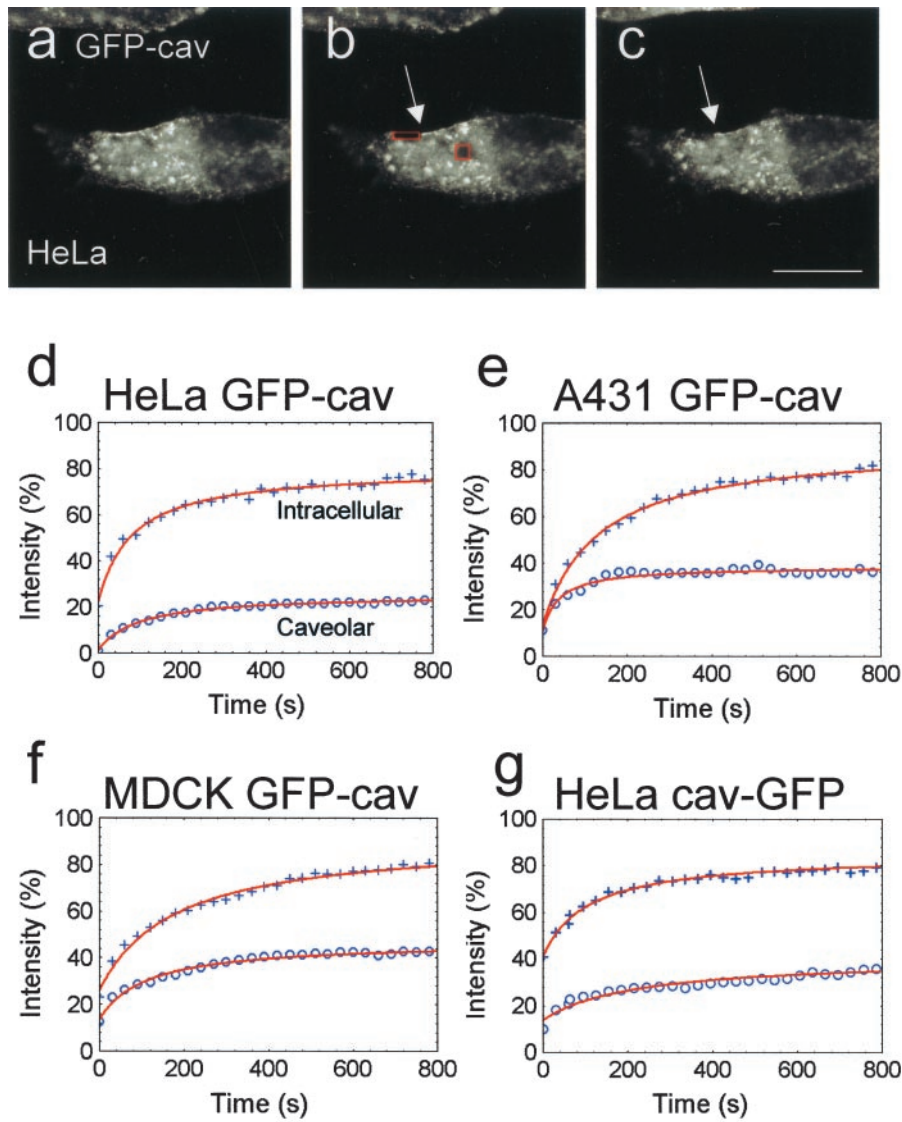 a GFP-cav
HeLa
b
c
d
HeLa GFP-cav
Intensity (%)
100
80
60
40
20
0
Intracellular
Caveolar
0 200 400 600 800
Time (s)
e
A431 GFP-cav
Intensity (%)
100
80
60
40
20
0
0 200 400 600 800
Time (s)
f
MDCK GFP-cav
Intensity (%)
100
80
60
40
20
0
0 200 400 600 800
Time (s)
g
HeLa cav-GFP
Intensity (%)
100
80
60
40
20
0
0 200 400 600 800
Time (s)